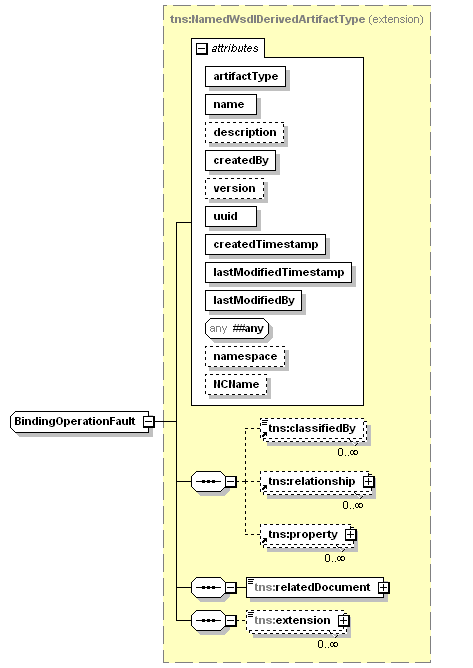 tns:NamedWsdlDerivedArtifactType (extension)
attributes
artifactType
name
description
createdBy
version
uuid
createdTimestamp
lastModifiedTimestamp
lastModifiedBy
any ##any
namespace
NCName
BindingOperationFault
tns:classifiedBy
0..∞
tns:relationship
0..∞
tns:property
0..∞
tns:relatedDocument
tns:extension
0..∞